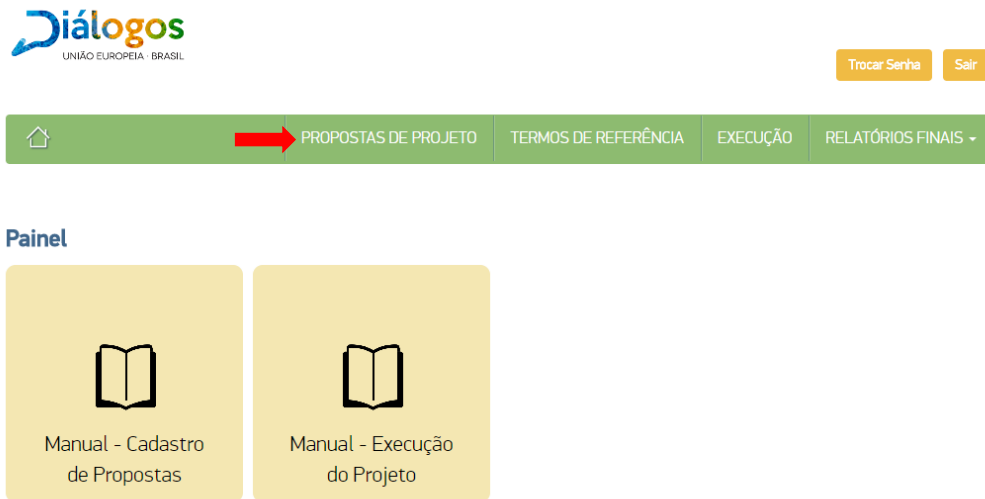 Diálogos
UNIÃO EUROPEIA · BRASIL
Trocar Senha
Sair
PROPOSTAS DE PROJETO
TERMOS DE REFERÊNCIA
EXECUÇÃO
RELATÓRIOS FINAIS
Painel
Manual - Cadastro
de Propostas
Manual - Execução
do Projeto